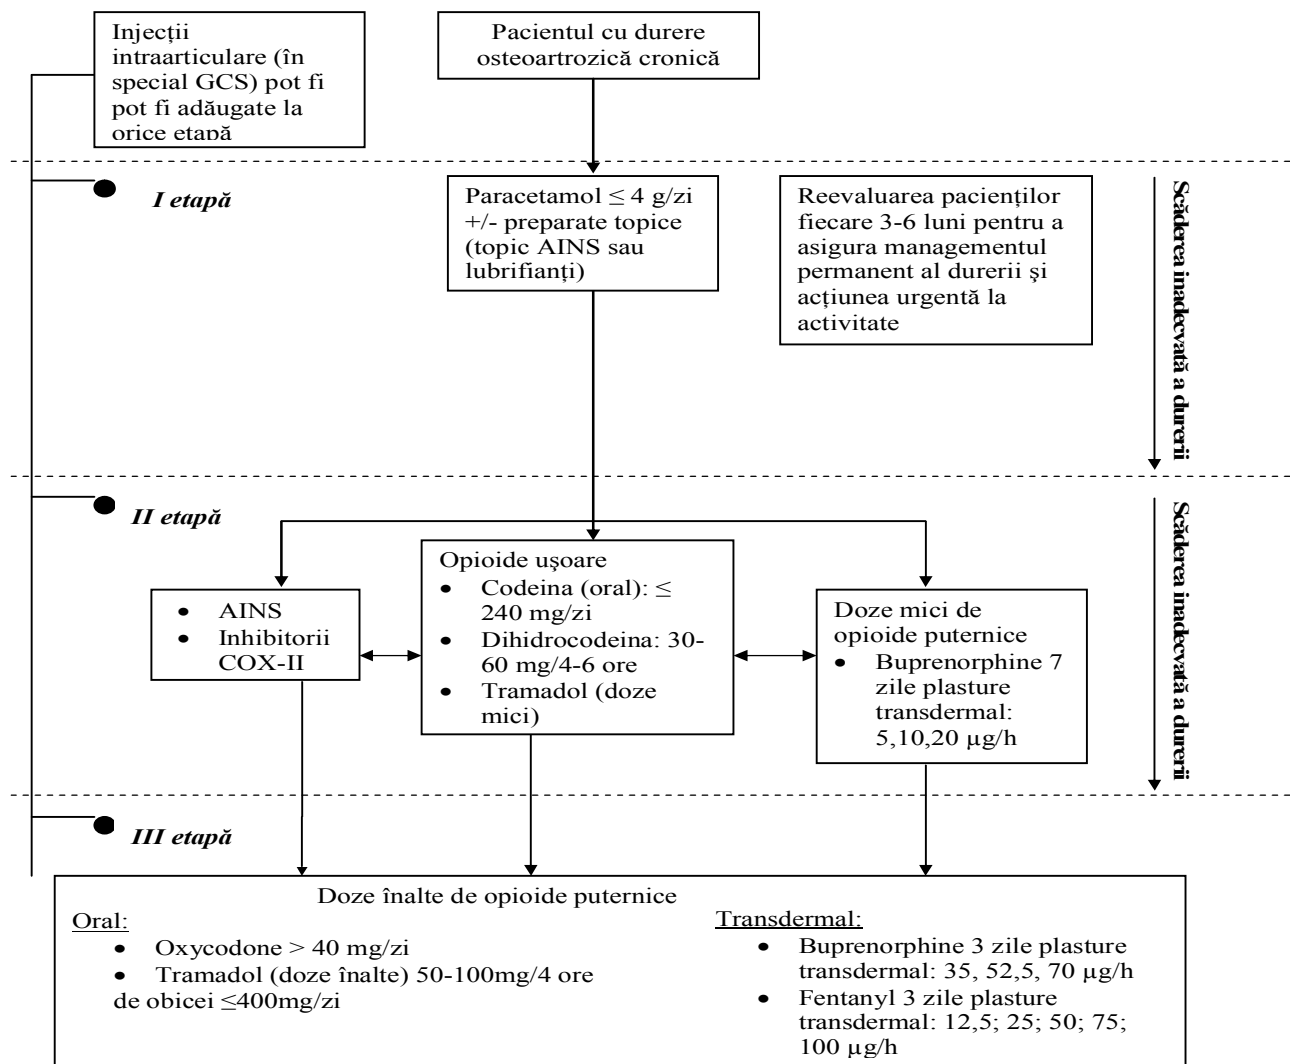 Injecții
intraarticulare (în
special GCS) pot fi
pot fi adăugate la
orice etapă
Pacientul cu durere
osteoartrozică cronică
I etapă
Paracetamol ≤ 4 g/zi
+/- preparate topice
(topic AINS sau
lubrifianți)
Reevaluarea pacienților
fiecare 3-6 luni pentru a
asigura managementul
permanent al durerii şi
acțiunea urgentă la
activitate
Scăderea inadecvată a durerii
II etapă
• AINS
• Inhibitorii
COX-II
Opioide uşoare
• Codeina (oral): ≤
240 mg/zi
• Dihidrocodeina: 30-
60 mg/4-6 ore
• Tramadol (doze
mici)
Doze mici de
opioide puternice
• Buprenorphine 7
zile plasture
transdermal:
5,10,20 µg/h
Scăderea inadecvată a durerii
III etapă
Doze înalte de opioide puternice
Oral:
• Oxycodone > 40 mg/zi
• Tramadol (doze înalte) 50-100mg/4 ore
de obicei ≤400mg/zi
Transdermal:
• Buprenorphine 3 zile plasture
transdermal: 35, 52,5, 70 µg/h
• Fentanyl 3 zile plasture
transdermal: 12,5; 25; 50; 75;
100 µg/h